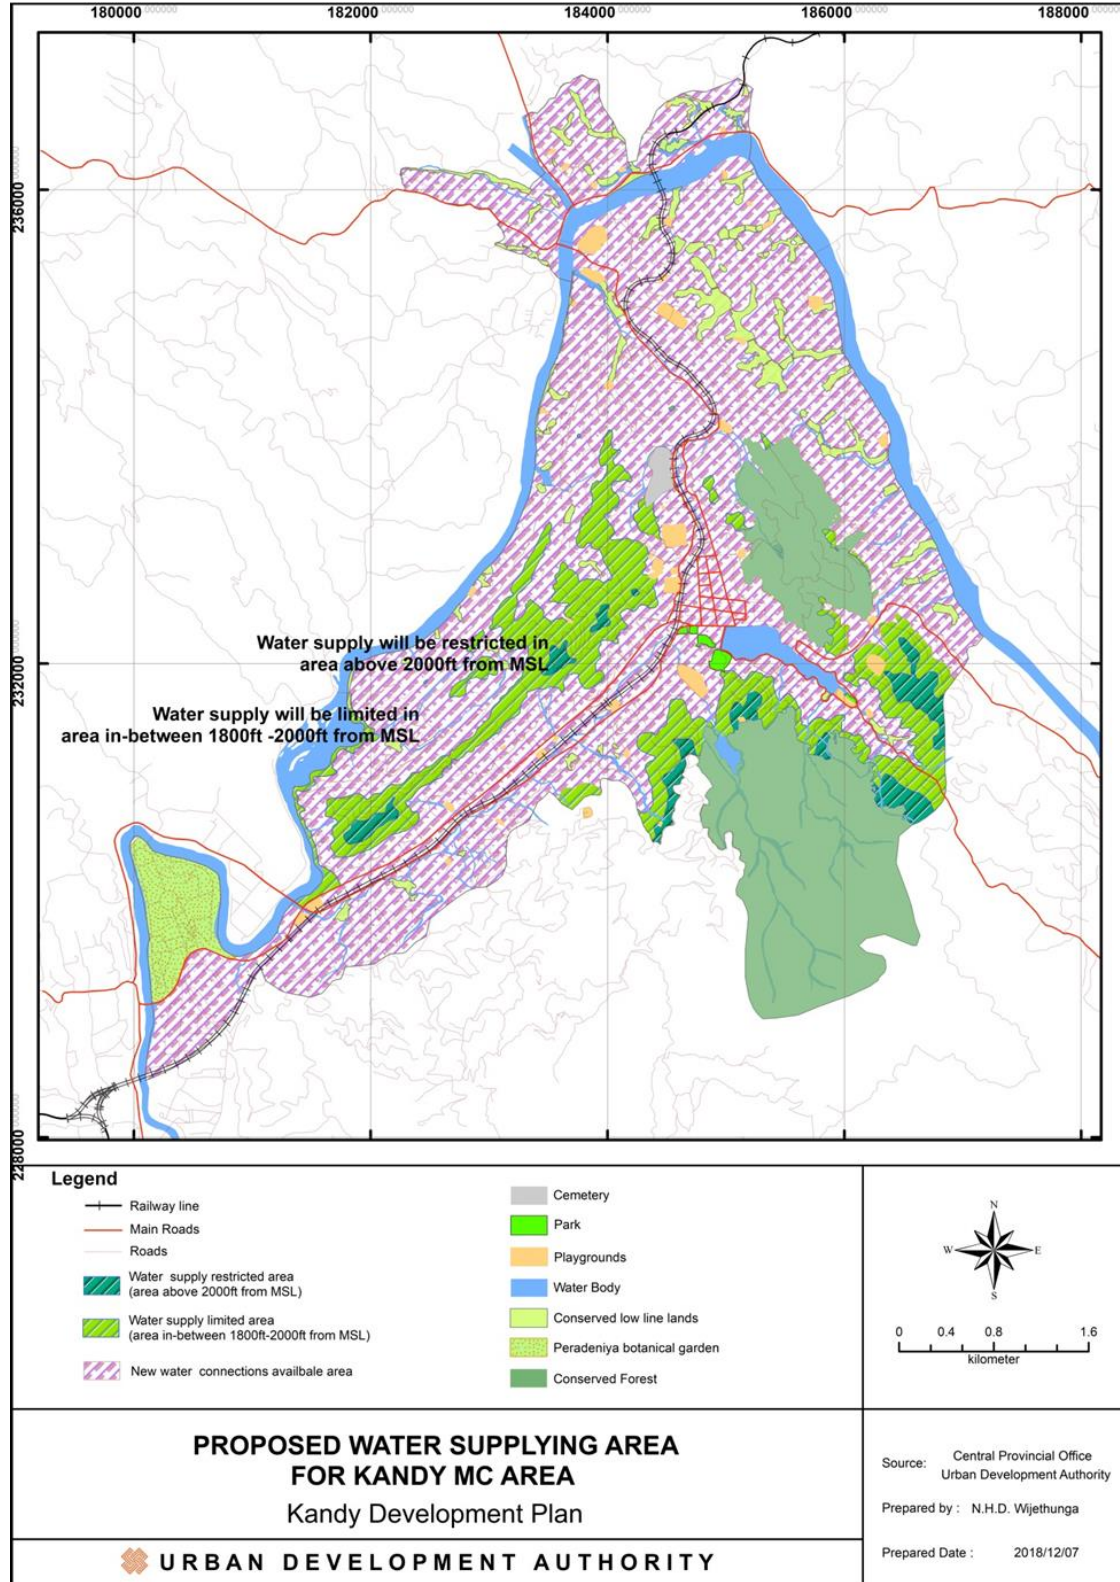 180000 182000 184000 186000 188000
236000
232000
228000
Water supply will be restricted in
area above 2000ft from MSL
Water supply will be limited in
area in-between 1800ft -2000ft from MSL
Legend
Railway line
Main Roads
Roads
Water supply restricted area
(area above 2000ft from MSL)
Water supply limited area
(area in-between 1800ft-2000ft from MSL)
New water connections availbale area
Cemetery
Park
Playgrounds
Water Body
Conserved low line lands
Peradeniya botanical garden
Conserved Forest
N
W E
S
0 0.4 0.8 1.6
kilometer
PROPOSED WATER SUPPLYING AREA
FOR KANDY MC AREA
Kandy Development Plan
URBAN DEVELOPMENT AUTHORITY
Source: Central Provincial Office
Urban Development Authority
Prepared by : N.H.D. Wijethunga
Prepared Date : 2018/12/07